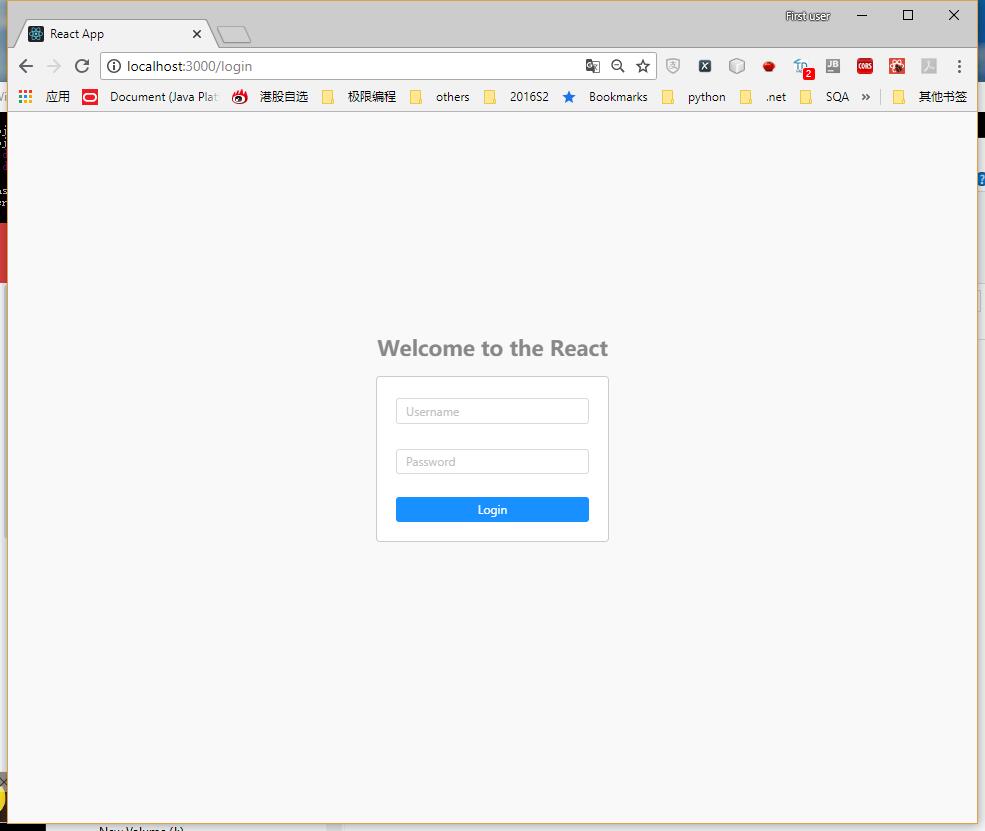 First user
React App
localhost:3000/login
2
JB
CORS
应用
Document (Java Plat
港股自选
极限编程
others
2016S2
Bookmarks
python
.net
SQA
»
其他书签
Welcome to the React
Username
Password
Login